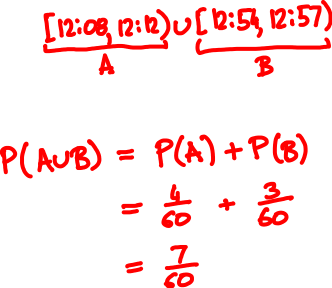 [12:08, 12:12) ∪ [12:54, 12:57)
A B
P(A∪B) = P(A) + P(B)
= 4/60 + 3/60
= 7/60